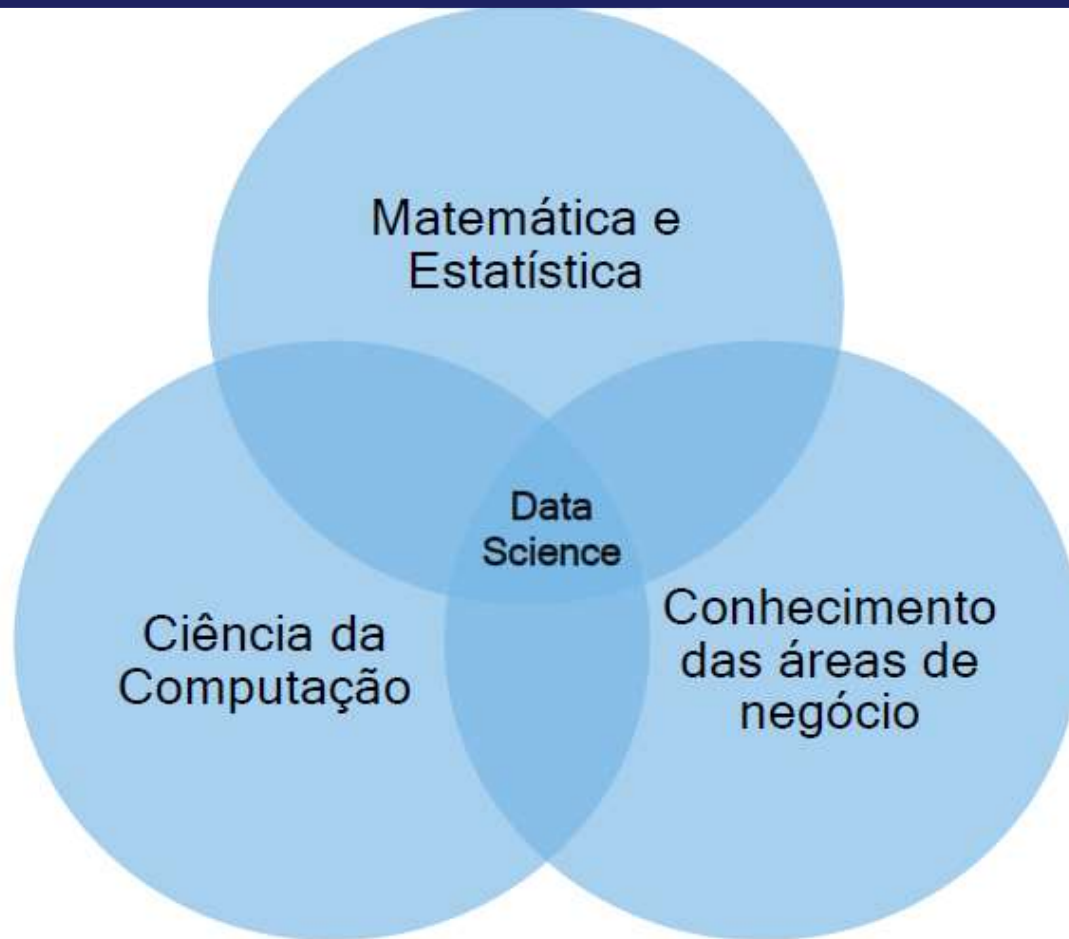 Matemática e
Estatística
Data
Science
Ciência da
Computação
Conhecimento
das áreas de
negócio